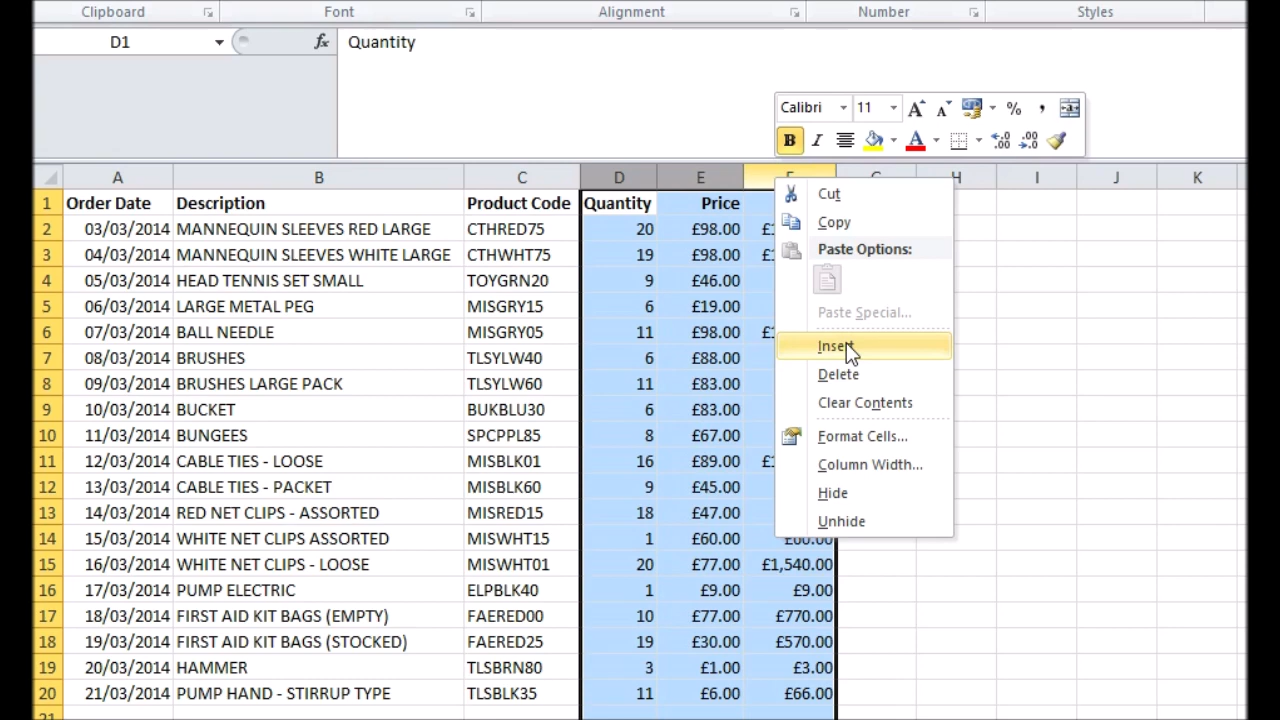 Clipboard Font Alignment Number Styles
D1 fx Quantity
Calibri 11 A A % ,
B I A .00 .00
A B C D E F G H I J K
1 Order Date Description Product Code Quantity Price
2 03/03/2014 MANNEQUIN SLEEVES RED LARGE CTHRED75 20 £98.00
3 04/03/2014 MANNEQUIN SLEEVES WHITE LARGE CTHWHT75 19 £98.00
4 05/03/2014 HEAD TENNIS SET SMALL TOYGRN20 9 £46.00
5 06/03/2014 LARGE METAL PEG MISGRY15 6 £19.00
6 07/03/2014 BALL NEEDLE MISGRY05 11 £98.00
7 08/03/2014 BRUSHES TLSYLW40 6 £88.00
8 09/03/2014 BRUSHES LARGE PACK TLSYLW60 11 £83.00
9 10/03/2014 BUCKET BUKBLU30 6 £83.00
10 11/03/2014 BUNGEES SPCPPL85 8 £67.00
11 12/03/2014 CABLE TIES - LOOSE MISBLK01 16 £89.00
12 13/03/2014 CABLE TIES - PACKET MISBLK60 9 £45.00
13 14/03/2014 RED NET CLIPS - ASSORTED MISRED15 18 £47.00
14 15/03/2014 WHITE NET CLIPS ASSORTED MISWHT15 1 £60.00 £60.00
15 16/03/2014 WHITE NET CLIPS - LOOSE MISWHT01 20 £77.00 £1,540.00
16 17/03/2014 PUMP ELECTRIC ELPBLK40 1 £9.00 £9.00
17 18/03/2014 FIRST AID KIT BAGS (EMPTY) FAERED00 10 £77.00 £770.00
18 19/03/2014 FIRST AID KIT BAGS (STOCKED) FAERED25 19 £30.00 £570.00
19 20/03/2014 HAMMER TLSBRN80 3 £1.00 £3.00
20 21/03/2014 PUMP HAND - STIRRUP TYPE TLSBLK35 11 £6.00 £66.00
21
Cut
Copy
Paste Options:
Paste Special...
Insert
Delete
Clear Contents
Format Cells...
Column Width...
Hide
Unhide